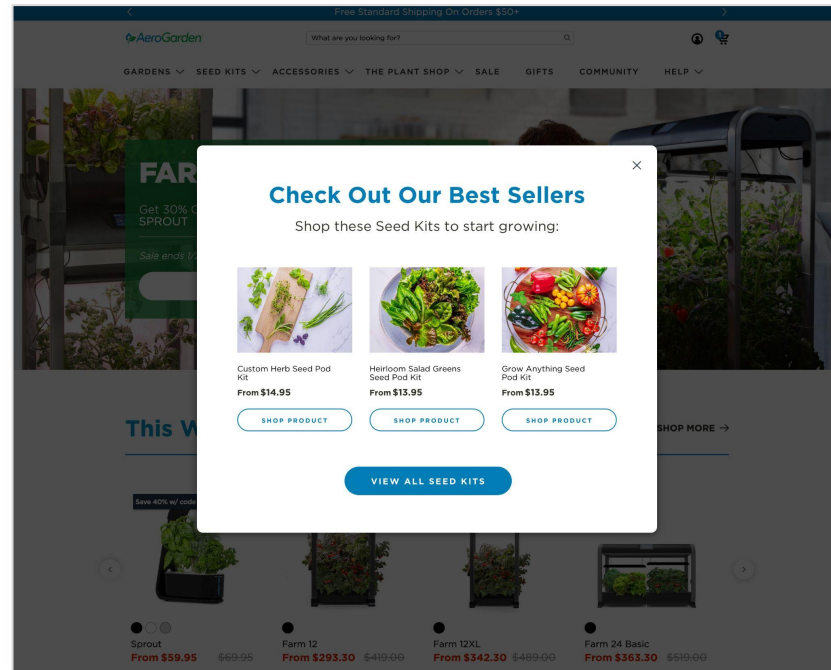 Free Standard Shipping On Orders $50+
AeroGarden
What are you looking for?
1
GARDENS SEED KITS ACCESSORIES THE PLANT SHOP SALE GIFTS COMMUNITY HELP
FAR
Get 30% O
SPROUT
Sale ends 1/2
Check Out Our Best Sellers
Shop these Seed Kits to start growing:
Custom Herb Seed Pod
Kit
From $14.95
SHOP PRODUCT
Heirloom Salad Greens
Seed Pod Kit
From $13.95
SHOP PRODUCT
Grow Anything Seed
Pod Kit
From $13.95
SHOP PRODUCT
VIEW ALL SEED KITS
This W
SHOP MORE →
Save 40% w/ code
Sprout
From $59.95 $69.95
Farm 12
From $293.30 $419.00
Farm 12XL
From $342.30 $489.00
Farm 24 Basic
From $363.30 $519.00